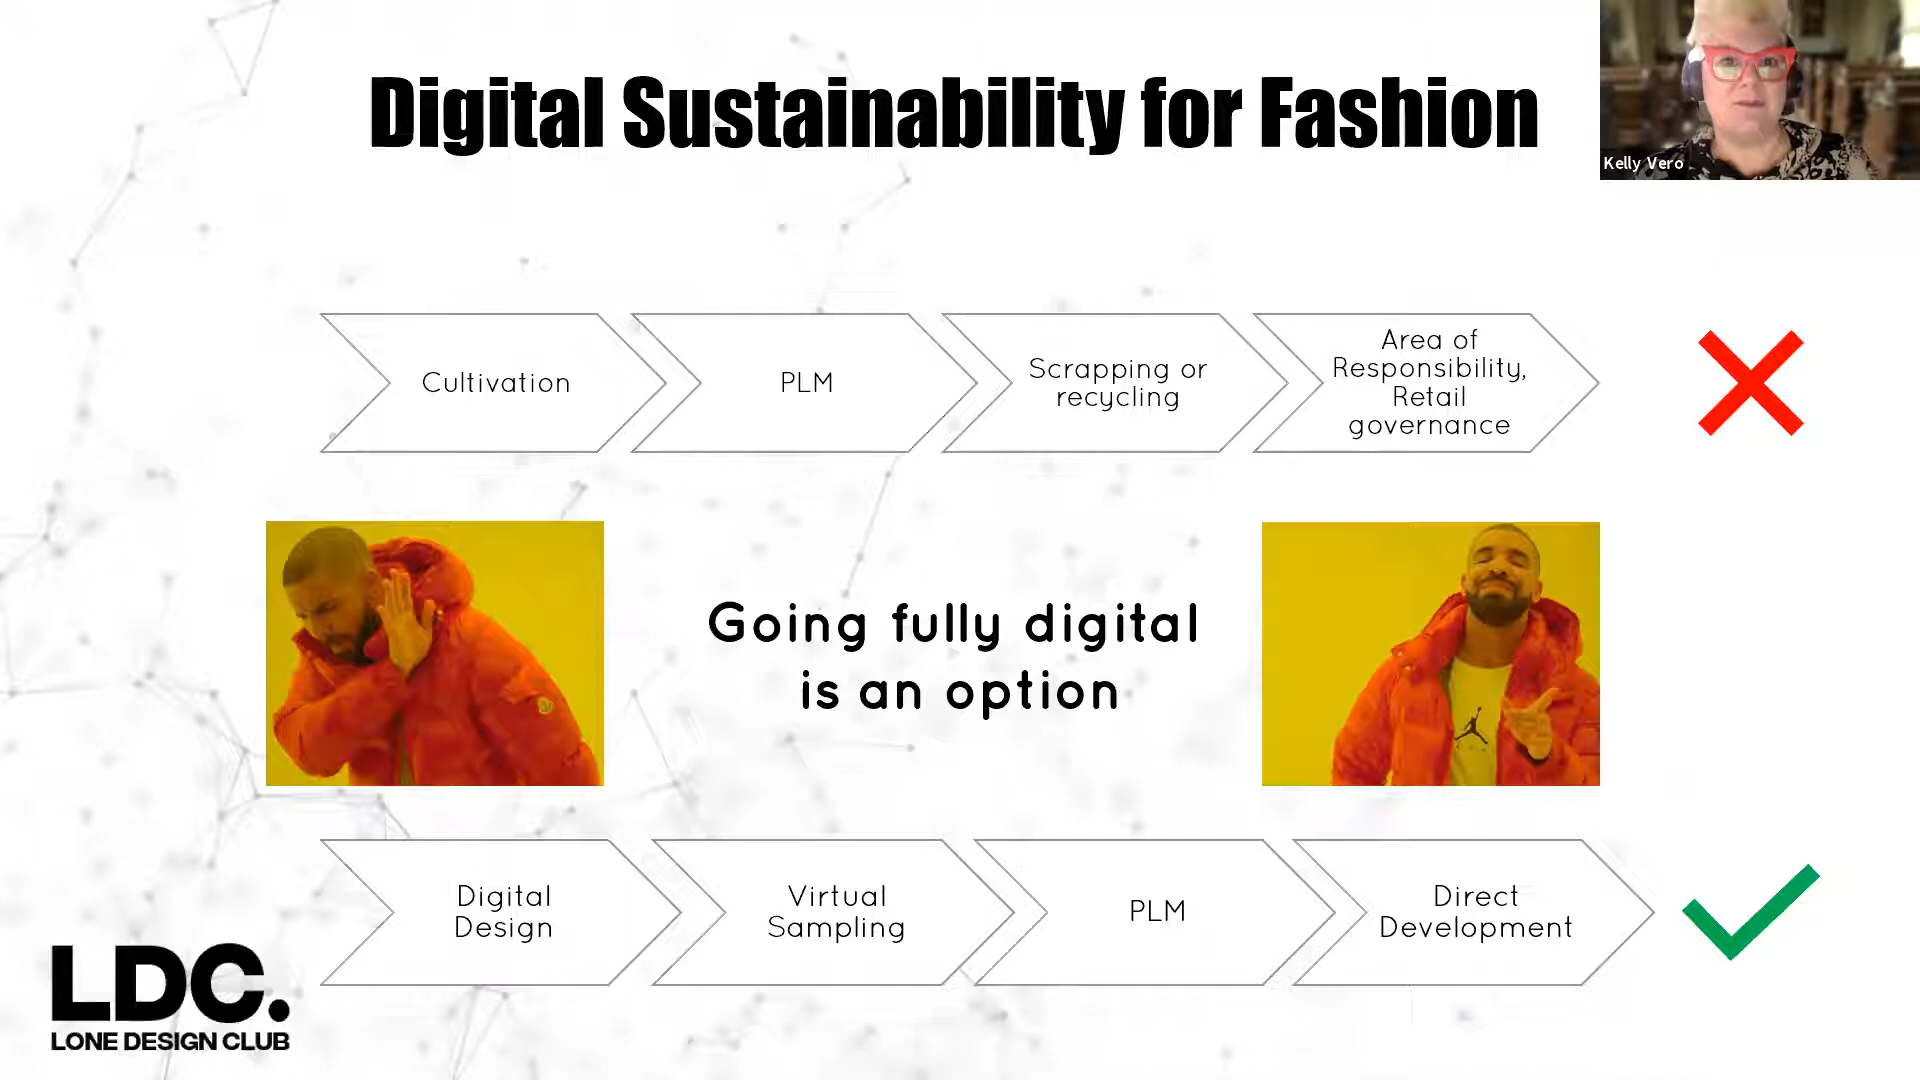 Digital Sustainability for Fashion
Kelly Vero
Cultivation
PLM
Scrapping or
recycling
Area of
Responsibility,
Retail
governance
Going fully digital
is an option
Digital
Design
Virtual
Sampling
PLM
Direct
Development
LDC.
LONE DESIGN CLUB